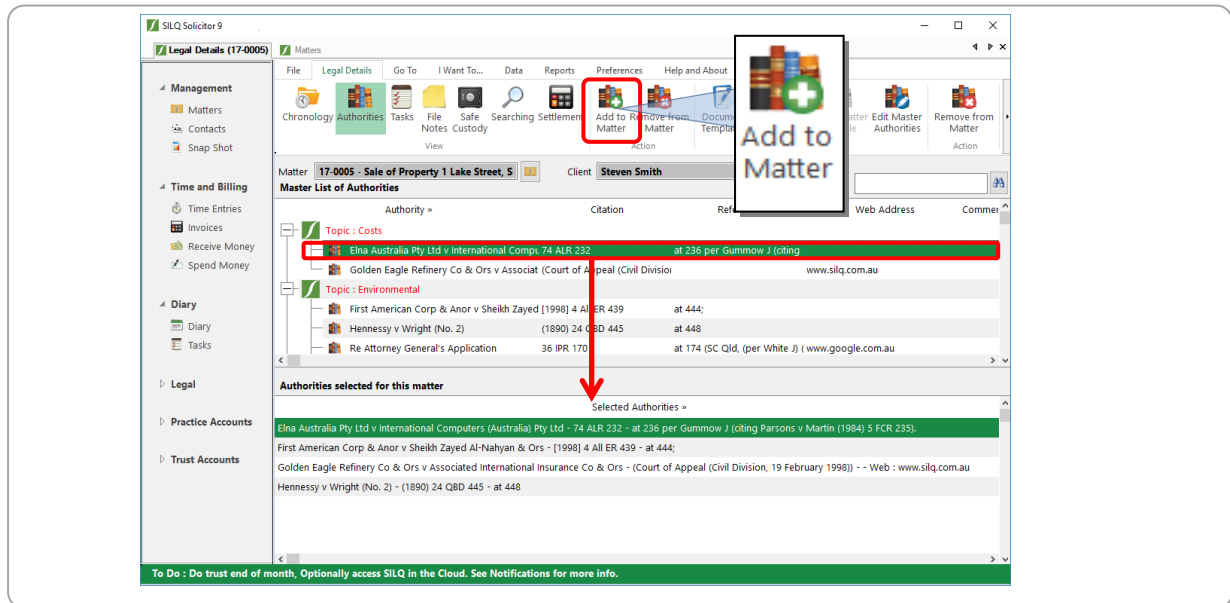 SILQ Solicitor 9
Legal Details (17-0005) Matters
File Legal Details Go To I Want To... Data Reports Preferences Help and About
Management
Matters
Contacts
Snap Shot
Time and Billing
Time Entries
Invoices
Receive Money
Spend Money
Diary
Diary
Tasks
Legal
Practice Accounts
Trust Accounts
Chronology Authorities Tasks File Notes Safe Custody Searching Settlement Add to Matter Remove from Matter Edit Master Authorities Remove from Matter
View Action Action
Add to
Matter
Matter 17-0005 - Sale of Property 1 Lake Street, S Client Steven Smith
Master List of Authorities
Authority » Citation Web Address
Topic : Costs
Elna Australia Pty Ltd v International Compu 74 ALR 232 at 236 per Gummow J (citing
Golden Eagle Refinery Co & Ors v Associat (Court of Appeal (Civil Division www.silq.com.au
Topic : Environmental
First American Corp & Anor v Sheikh Zayed [1998] 4 All ER 439 at 444;
Hennessy v Wright (No. 2) (1890) 24 QBD 445 at 448
Re Attorney General's Application 36 IPR 170 at 174 (SC Qld, (per White J) ( www.google.com.au
Authorities selected for this matter
Selected Authorities »
Elna Australia Pty Ltd v International Computers (Australia) Pty Ltd - 74 ALR 232 - at 236 per Gummow J (citing Parsons v Martin (1984) 5 FCR 235).
First American Corp & Anor v Sheikh Zayed Al-Nahyan & Ors - [1998] 4 All ER 439 - at 444;
Golden Eagle Refinery Co & Ors v Associated International Insurance Co & Ors - (Court of Appeal (Civil Division, 19 February 1998)) - - Web : www.silq.com.au
Hennessy v Wright (No. 2) - (1890) 24 QBD 445 - at 448
To Do : Do trust end of month, Optionally access SILQ in the Cloud. See Notifications for more info.